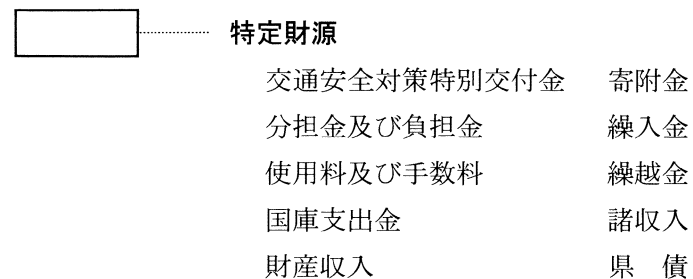 特定財源
交通安全対策特別交付金　寄附金
分担金及び負担金　繰入金
使用料及び手数料　繰越金
国庫支出金　諸収入
財産収入　県　債